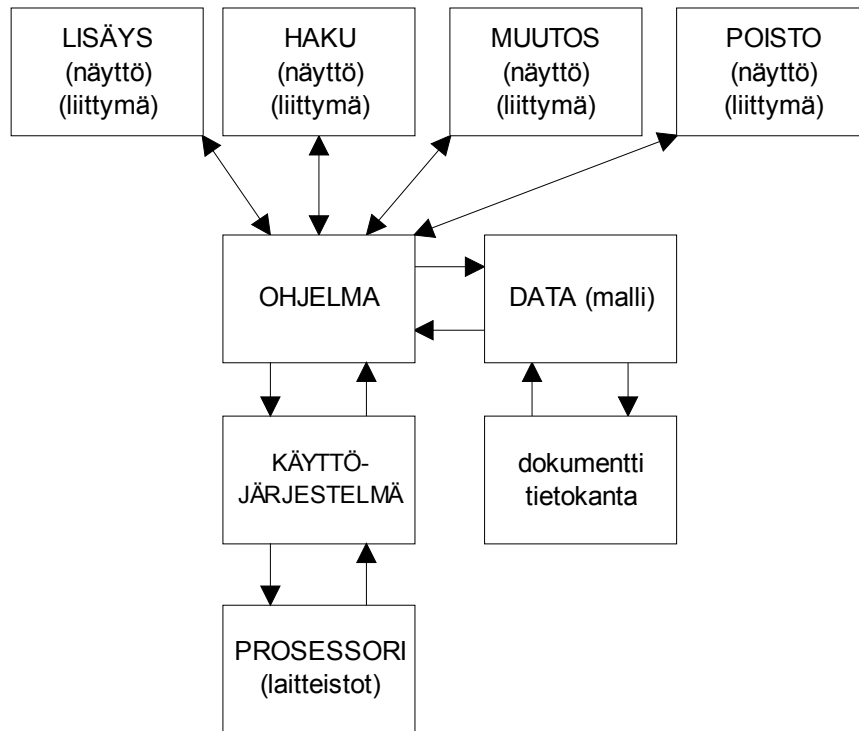 LISÄYS
(näyttö)
(liittymä)
HAKU
(näyttö)
(liittymä)
MUUTOS
(näyttö)
(liittymä)
POISTO
(näyttö)
(liittymä)
OHJELMA
DATA (malli)
KÄYTTÖ-
JÄRJESTELMÄ
dokumentti
tietokanta
PROSESSORI
(laitteistot)